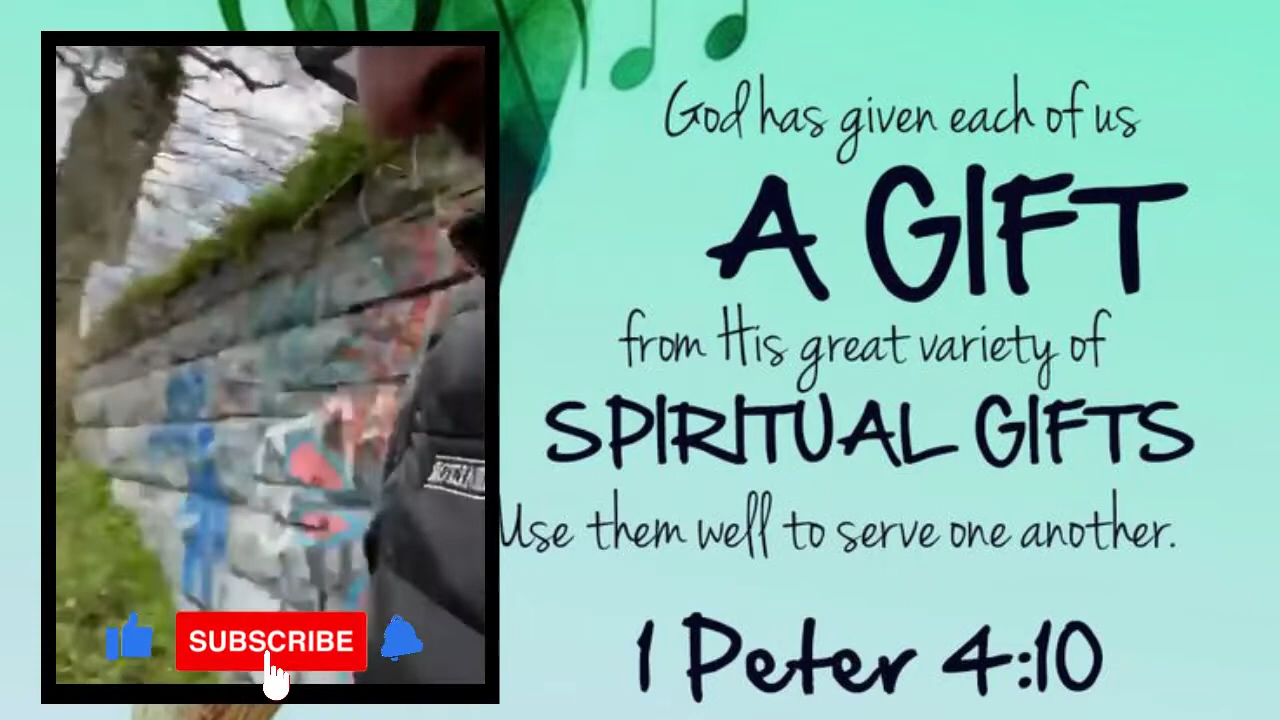 God has given each of us
A GIFT
from His great variety of
SPIRITUAL GIFTS
Use them well to serve one another.
1 Peter 4:10
SUBSCRIBE